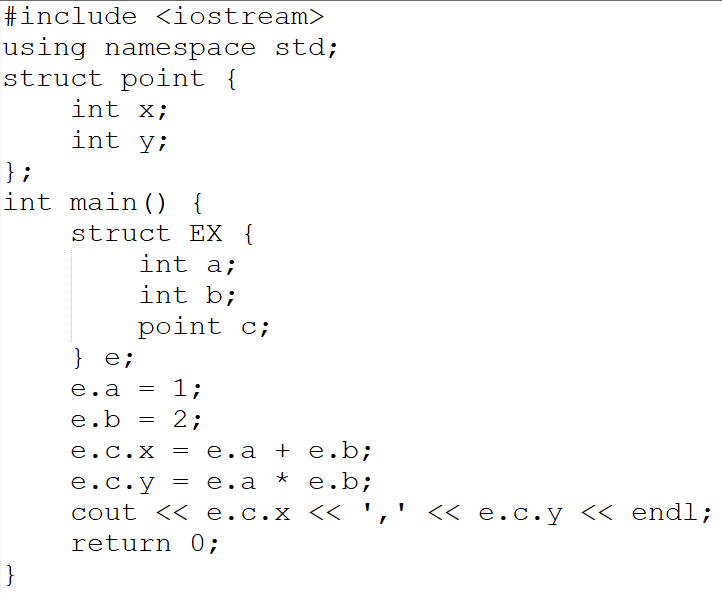 #include <iostream>
using namespace std;
struct point {
    int x;
    int y;
};
int main() {
    struct EX {
        int a;
        int b;
        point c;
    } e;
    e.a = 1;
    e.b = 2;
    e.c.x = e.a + e.b;
    e.c.y = e.a * e.b;
    cout << e.c.x << ',' << e.c.y << endl;
    return 0;
}